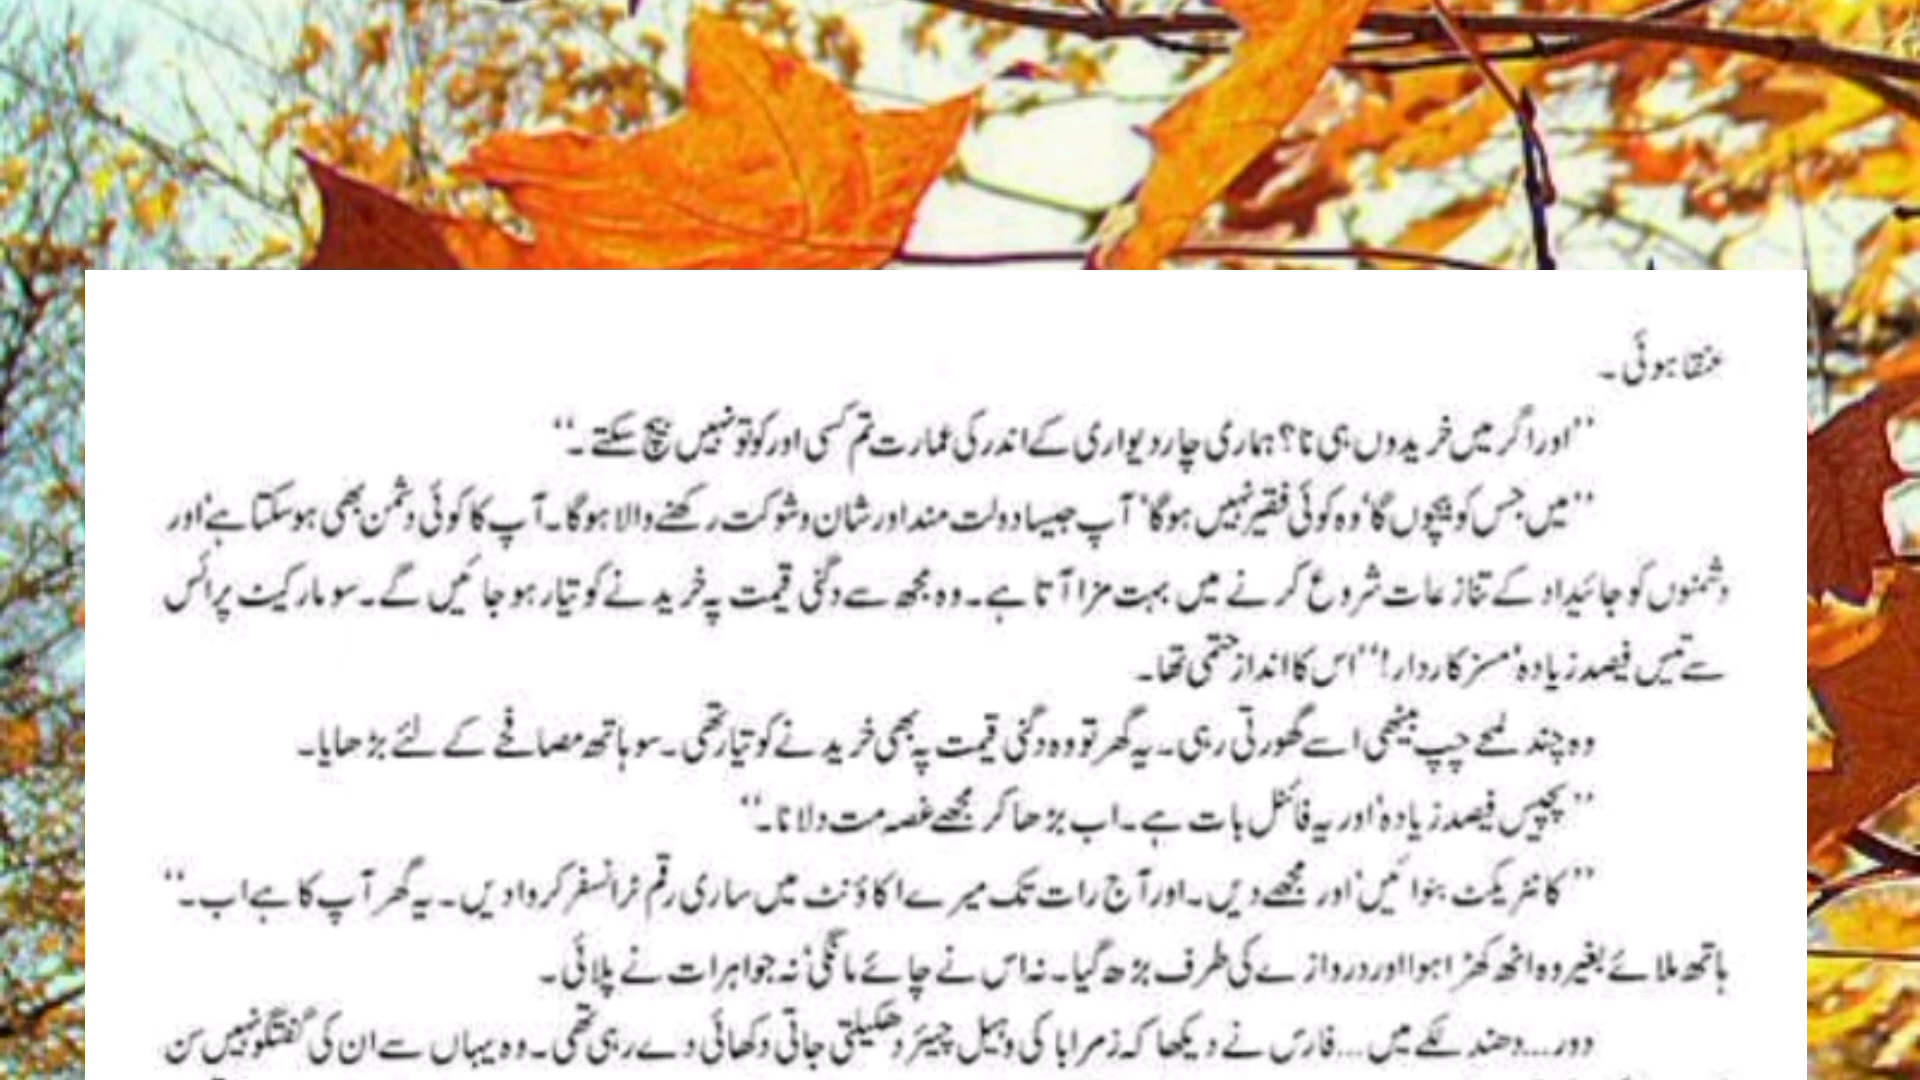 عنقا ہوئی۔
’’اور اگر میں خریدوں ہی نا؟ ہماری چار دیواری کے اندر کی عمارت تم کسی اور کو تو نہیں بیچ سکتے۔‘‘
’’میں جس کو بیچوں گا‘ وہ کوئی فقیر نہیں ہوگا‘ آپ جیسا دولت مند اور شان و شوکت رکھنے والا ہوگا۔ آپ کا کوئی دشمن بھی ہو سکتا ہے‘ اور
دشمنوں کو جائیداد کے تنازعات شروع کرنے میں بہت مزا آتا ہے۔ وہ مجھ سے دگنی قیمت پہ خریدنے کو تیار ہو جائیں گے۔ سو مارکیٹ پرائس
سے تیس فیصد زیادہ‘ مسز کاردار!‘‘ اس کا انداز حتمی تھا۔
وہ چند لمحے چپ بیٹھی اسے گھورتی رہی۔ یہ گھر تو وہ دگنی قیمت پہ بھی خریدنے کو تیار تھی۔ سو ہاتھ مصافحے کے لئے بڑھایا۔
’’پچیس فیصد زیادہ‘ اور یہ فائنل بات ہے۔ اب بڑھا کر مجھے غصہ مت دلانا۔‘‘
’’کانٹریکٹ بنوائیں‘ اور مجھے دیں۔ اور آج رات تک میرے اکاؤنٹ میں ساری رقم ٹرانسفر کروا دیں۔ یہ گھر آپ کا ہے اب۔‘‘
ہاتھ ملائے بغیر وہ اٹھ کھڑا ہوا اور دروازے کی طرف بڑھ گیا۔ نہ اس نے چائے مانگی‘ نہ جواہرات نے پلائی۔
دور... دھندلکے میں... فارس نے دیکھا کہ زمر ابا کی وہیل چیئر دھکیلتی جاتی دکھائی دے رہی تھی۔ وہ یہاں سے ان کی گفتگو نہیں سن